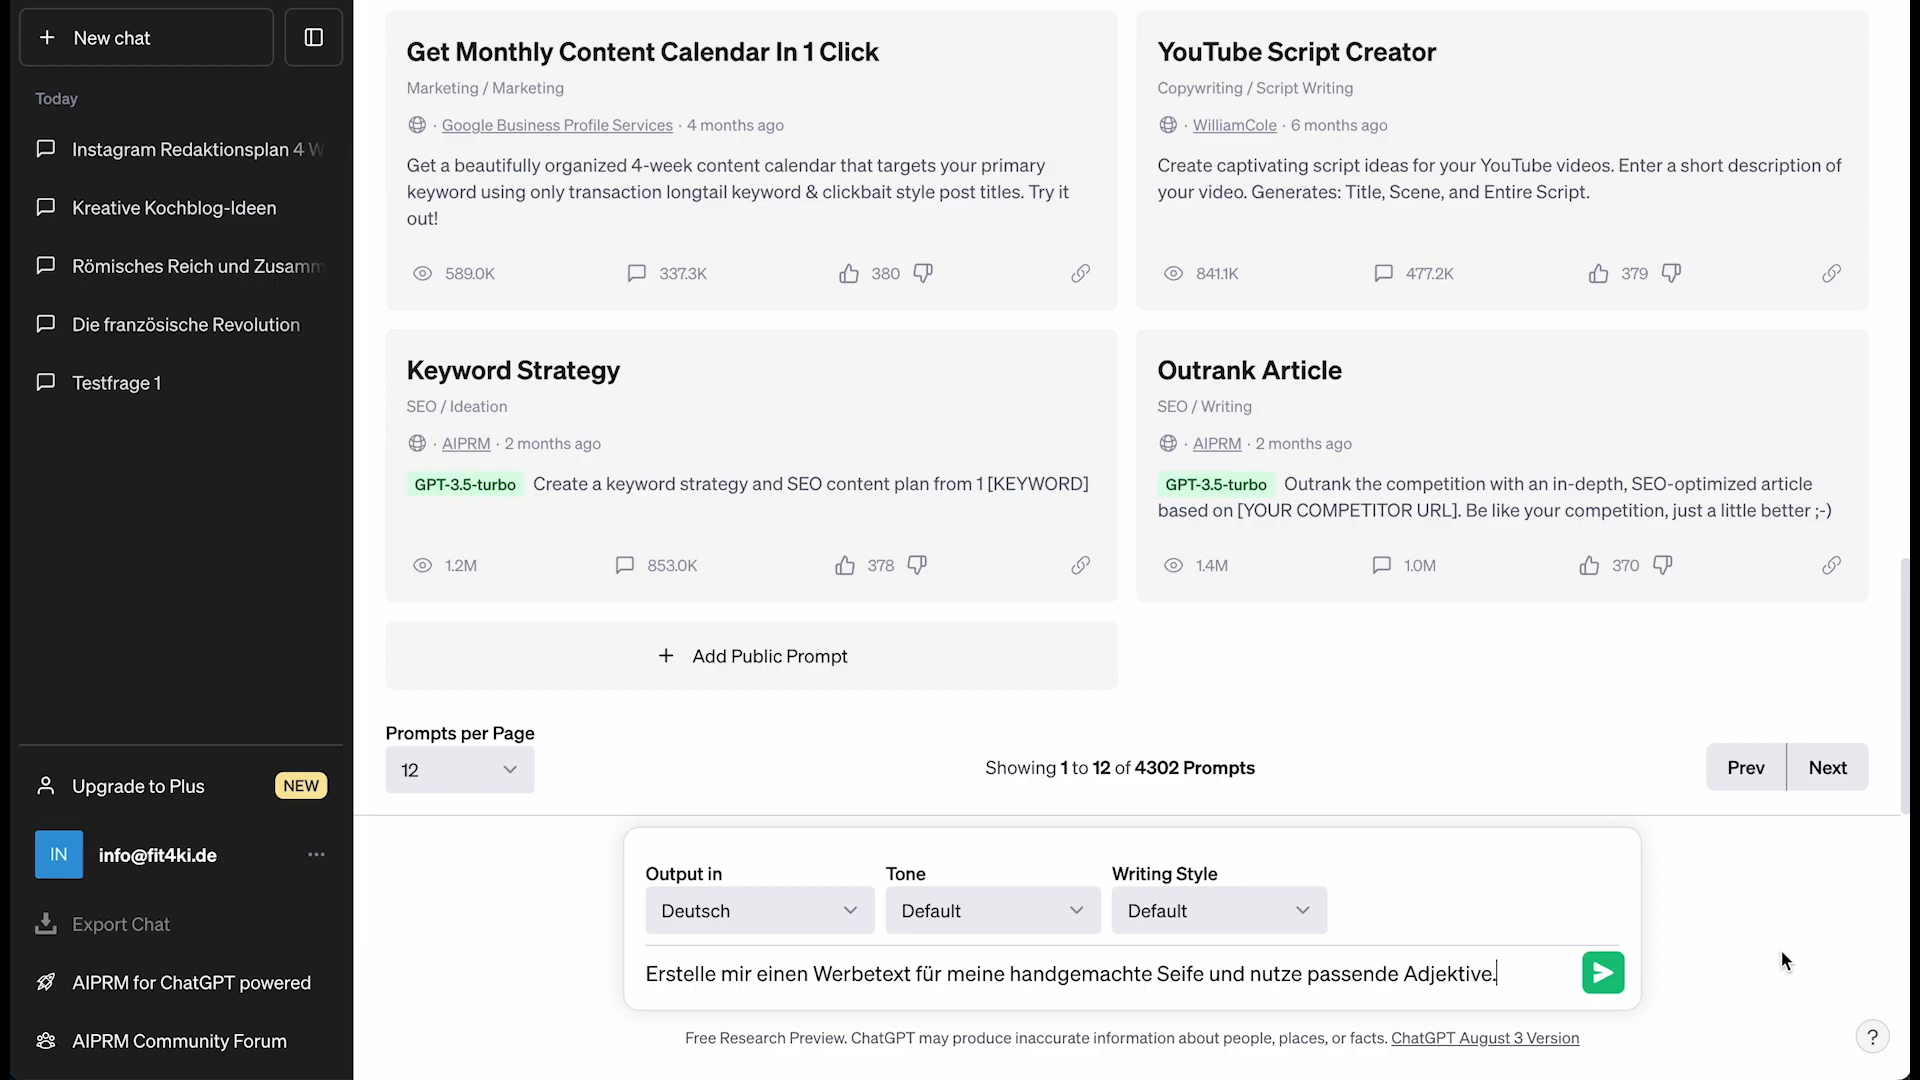 New chat
Today
Instagram Redaktionsplan 4 W
Kreative Kochblog-Ideen
Römisches Reich und Zusamm
Die französische Revolution
Testfrage 1
Upgrade to Plus
NEW
IN
info@fit4ki.de
Export Chat
AIPRM for ChatGPT powered
AIPRM Community Forum
Get Monthly Content Calendar In 1 Click
Marketing / Marketing
· Google Business Profile Services · 4 months ago
Get a beautifully organized 4-week content calendar that targets your primary
keyword using only transaction longtail keyword & clickbait style post titles. Try it
out!
589.0K 337.3K 380
YouTube Script Creator
Copywriting / Script Writing
· WilliamCole · 6 months ago
Create captivating script ideas for your YouTube videos. Enter a short description of
your video. Generates: Title, Scene, and Entire Script.
841.1K 477.2K 379
Keyword Strategy
SEO / Ideation
· AIPRM · 2 months ago
GPT-3.5-turbo Create a keyword strategy and SEO content plan from 1 [KEYWORD]
1.2M 853.0K 378
Outrank Article
SEO / Writing
· AIPRM · 2 months ago
GPT-3.5-turbo Outrank the competition with an in-depth, SEO-optimized article
based on [YOUR COMPETITOR URL]. Be like your competition, just a little better ;-)
1.4M 1.0M 370
+ Add Public Prompt
Prompts per Page
12
Showing 1 to 12 of 4302 Prompts
Prev Next
Output in Tone Writing Style
Deutsch Default Default
Erstelle mir einen Werbetext für meine handgemachte Seife und nutze passende Adjektive.
Free Research Preview. ChatGPT may produce inaccurate information about people, places, or facts. ChatGPT August 3 Version
?